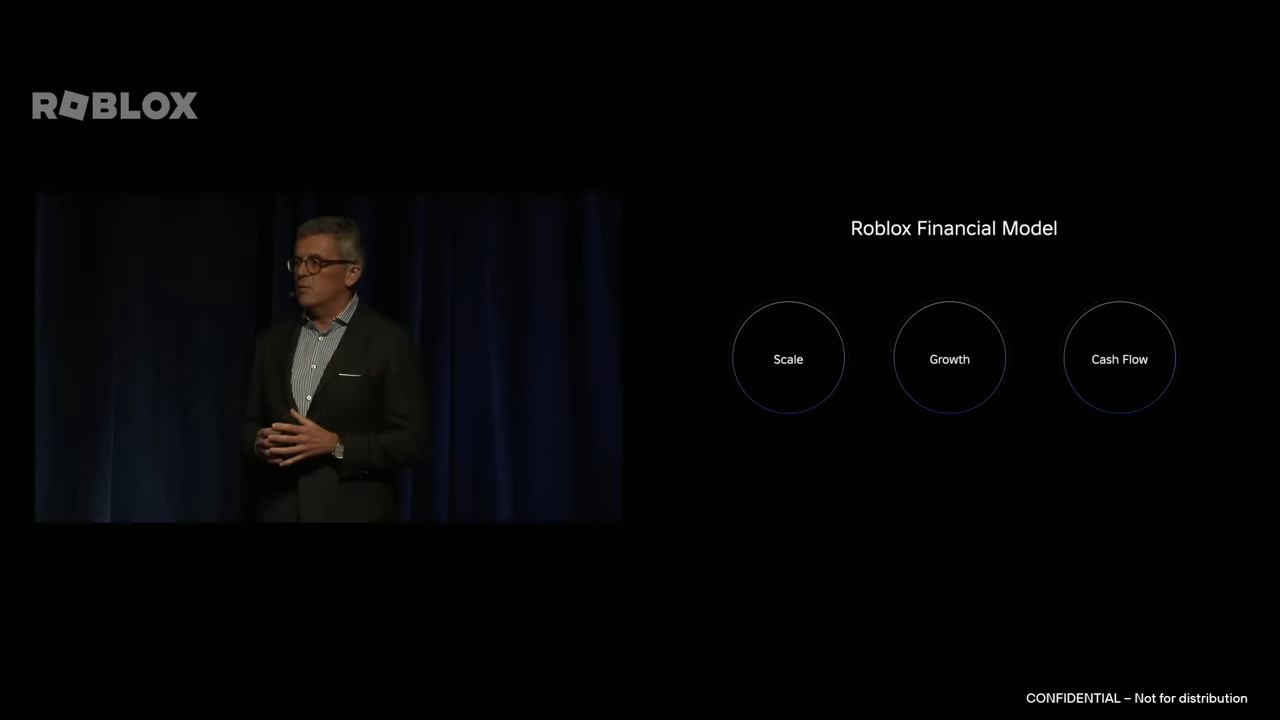 ROBLOX
Roblox Financial Model
Scale
Growth
Cash Flow
CONFIDENTIAL – Not for distribution